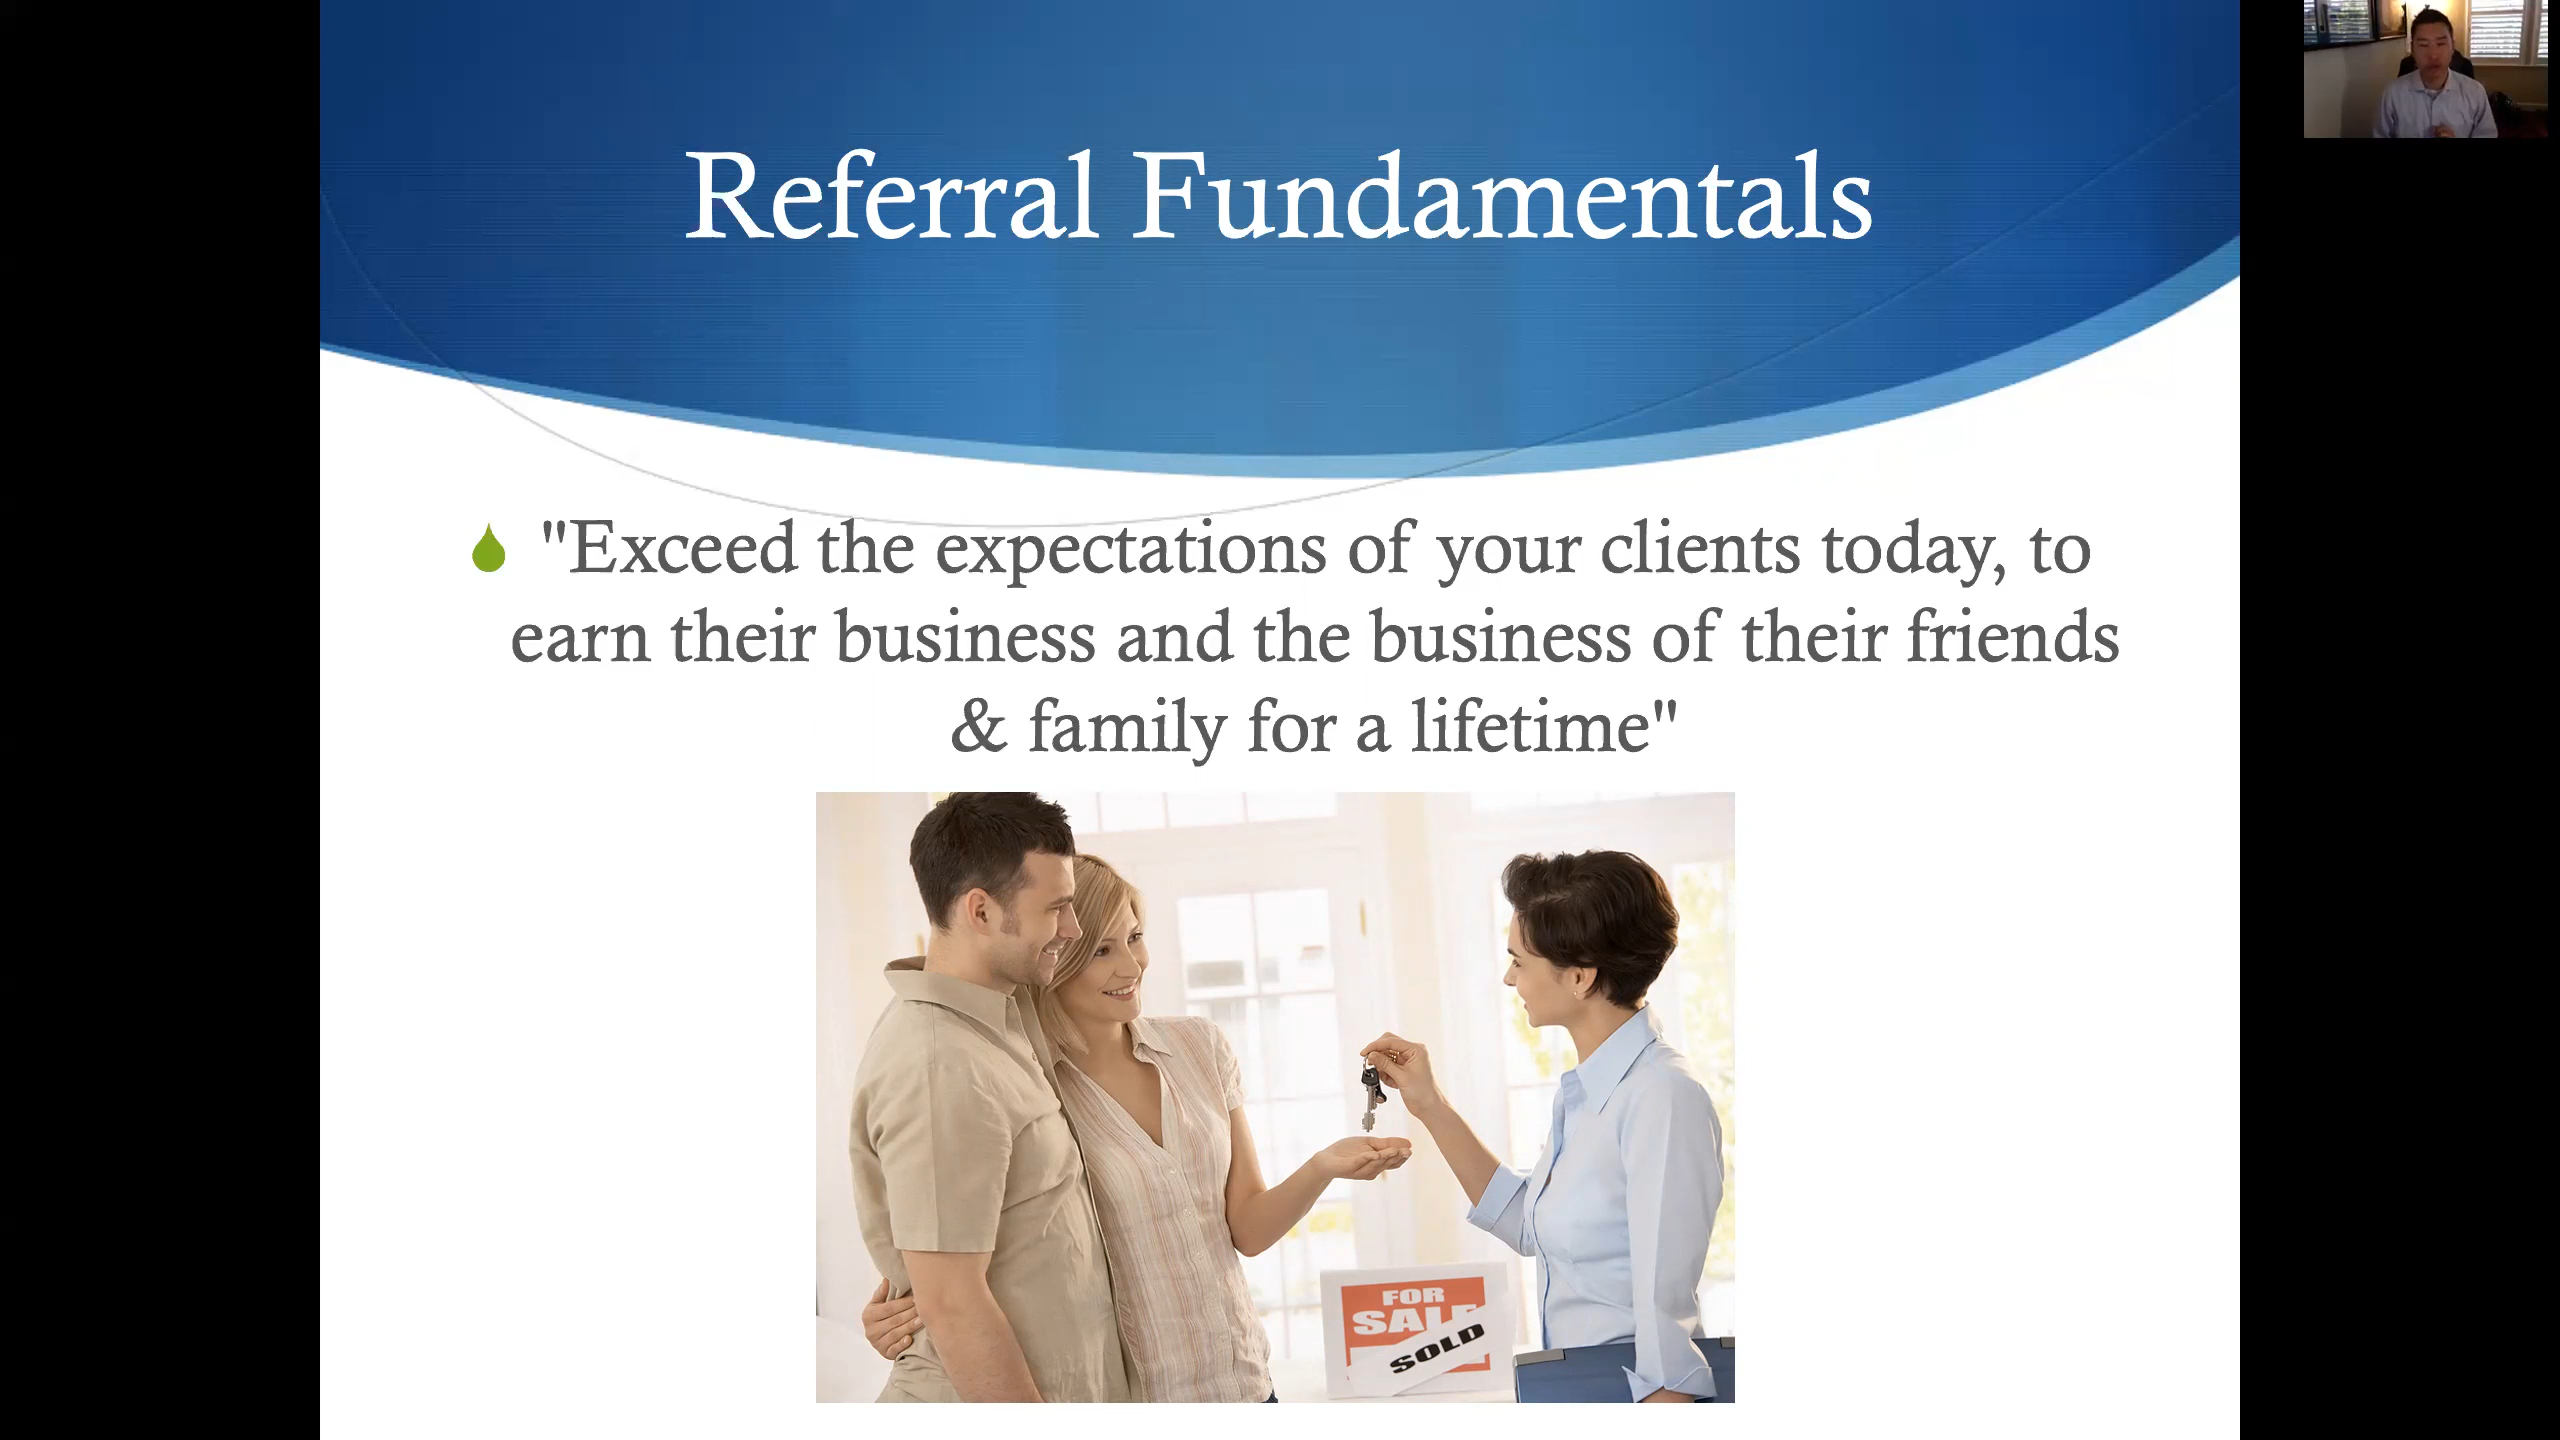 Referral Fundamentals
"Exceed the expectations of your clients today, to
earn their business and the business of their friends
& family for a lifetime"
FOR
SALE
SOLD